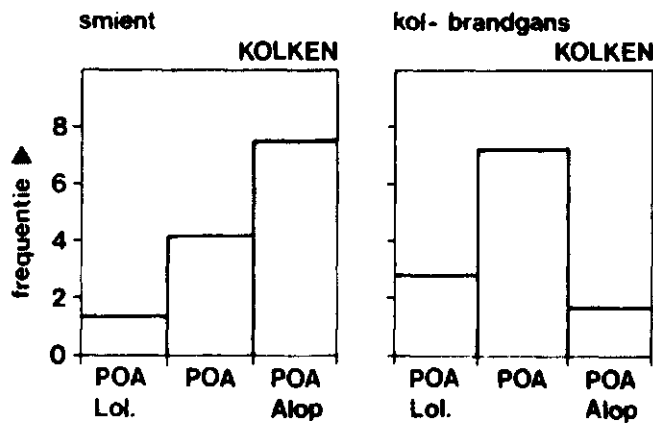 smient
KOLKEN
kol- brandgans
KOLKEN
frequentie ▲
8
6
4
2
0
POA POA POA
Lol. Alop
POA POA POA
Lol. Alop